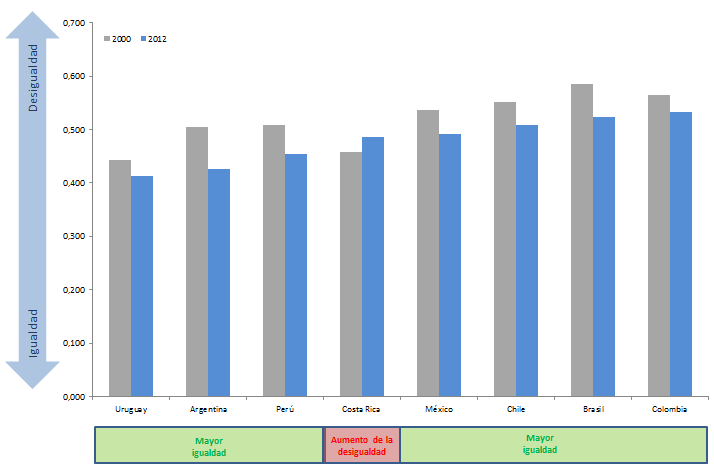 Desigualdad
Igualdad
2000
2012
0,700
0,600
0,500
0,400
0,300
0,200
0,100
0,000
Uruguay
Argentina
Perú
Costa Rica
México
Chile
Brasil
Colombia
Mayor
igualdad
Aumento de la
desigualdad
Mayor
igualdad